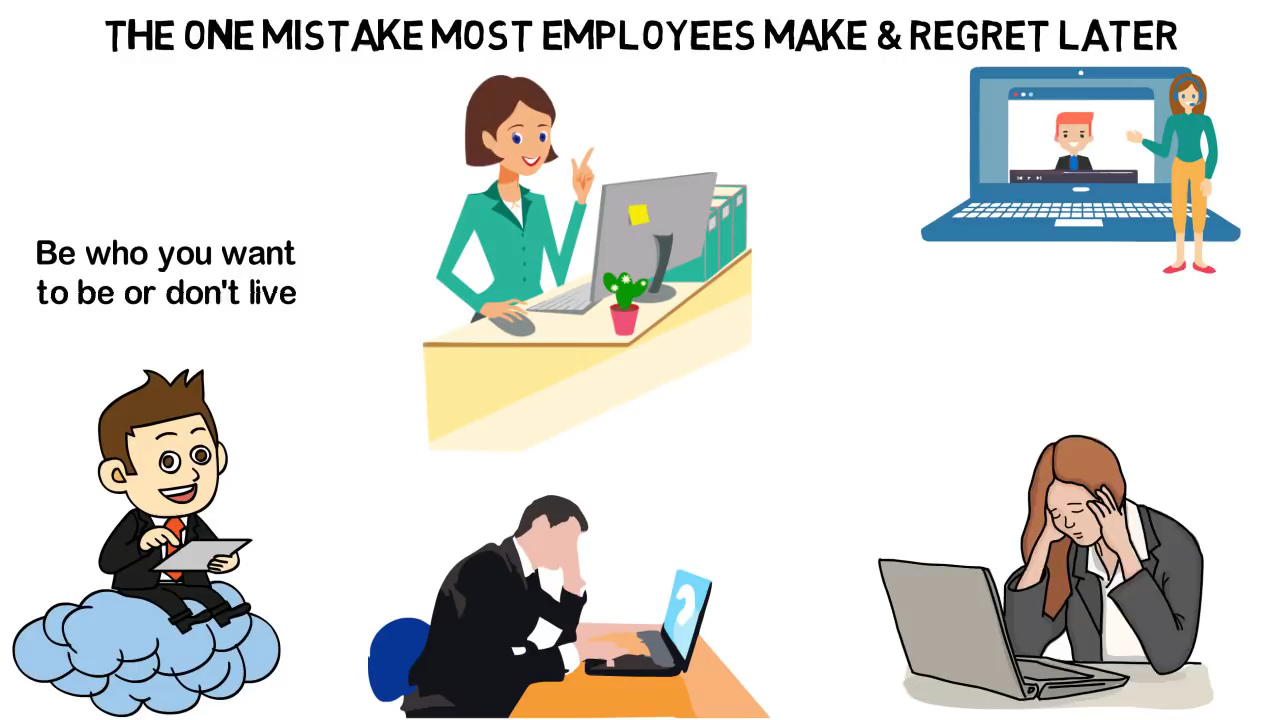 THE ONE MISTAKE MOST EMPLOYEES MAKE & REGRET LATER
Be who you want
to be or don't live
?